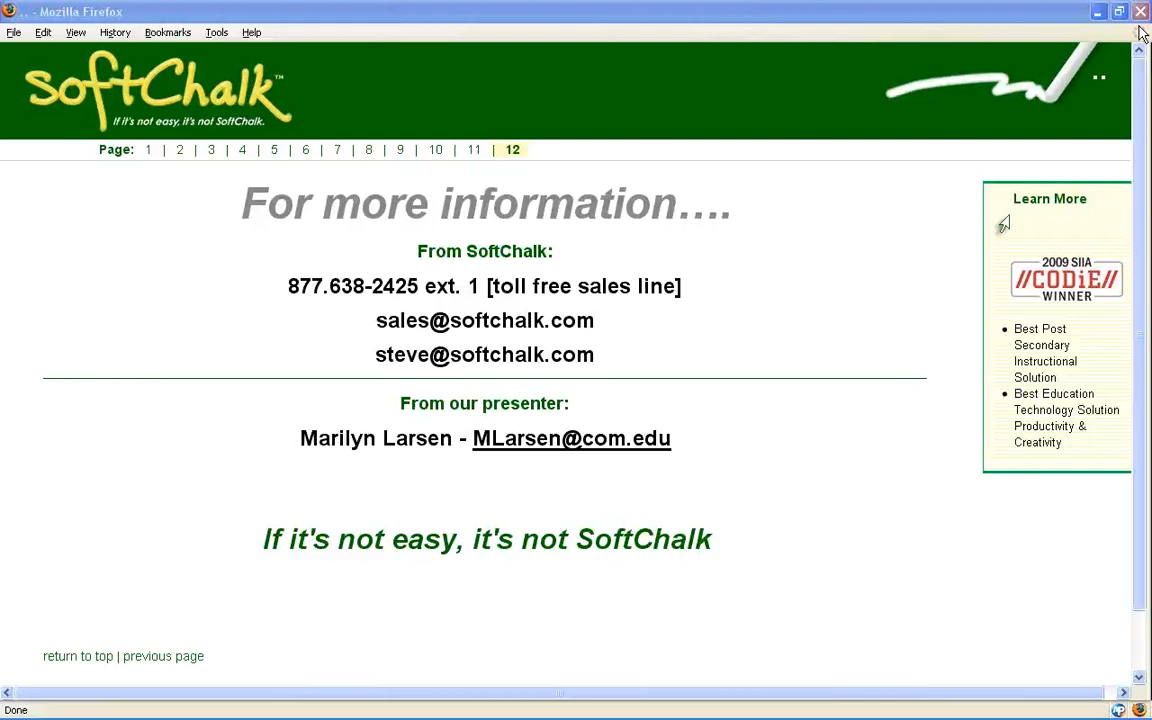 .. - Mozilla Firefox
File Edit View History Bookmarks Tools Help
softChalk™
If it's not easy, it's not SoftChalk.
..
Page: 1 | 2 | 3 | 4 | 5 | 6 | 7 | 8 | 9 | 10 | 11 | 12
For more information....
From SoftChalk:
877.638-2425 ext. 1 [toll free sales line]
sales@softchalk.com
steve@softchalk.com
From our presenter:
Marilyn Larsen - MLarsen@com.edu
If it's not easy, it's not SoftChalk
return to top | previous page
Learn More
2009 SIIA
//CODiE//
WINNER
Best Post
Secondary
Instructional
Solution
Best Education
Technology Solution
Productivity &
Creativity
Done